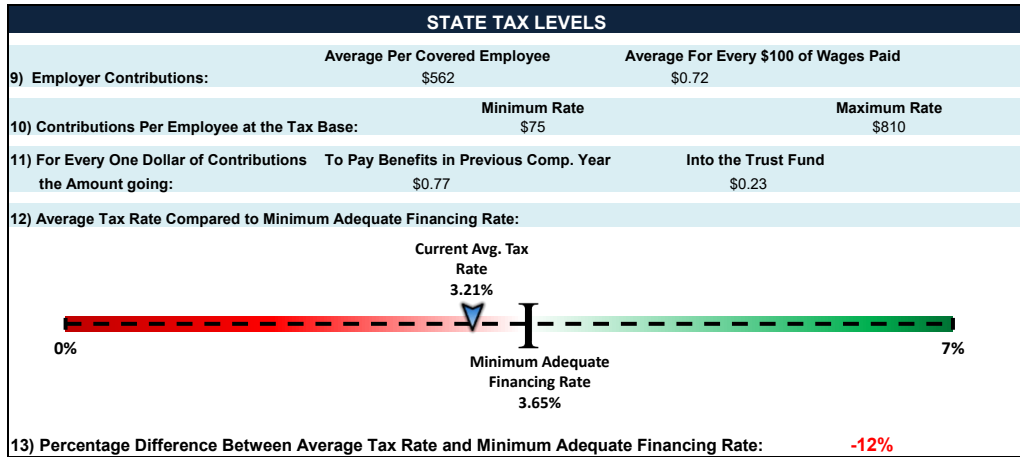 STATE TAX LEVELS
Average Per Covered Employee Average For Every $100 of Wages Paid
9) Employer Contributions: $562 $0.72
Minimum Rate Maximum Rate
10) Contributions Per Employee at the Tax Base: $75 $810
11) For Every One Dollar of Contributions To Pay Benefits in Previous Comp. Year Into the Trust Fund
the Amount going: $0.77 $0.23
12) Average Tax Rate Compared to Minimum Adequate Financing Rate:
Current Avg. Tax
Rate
3.21%
0% 7%
Minimum Adequate
Financing Rate
3.65%
13) Percentage Difference Between Average Tax Rate and Minimum Adequate Financing Rate: -12%